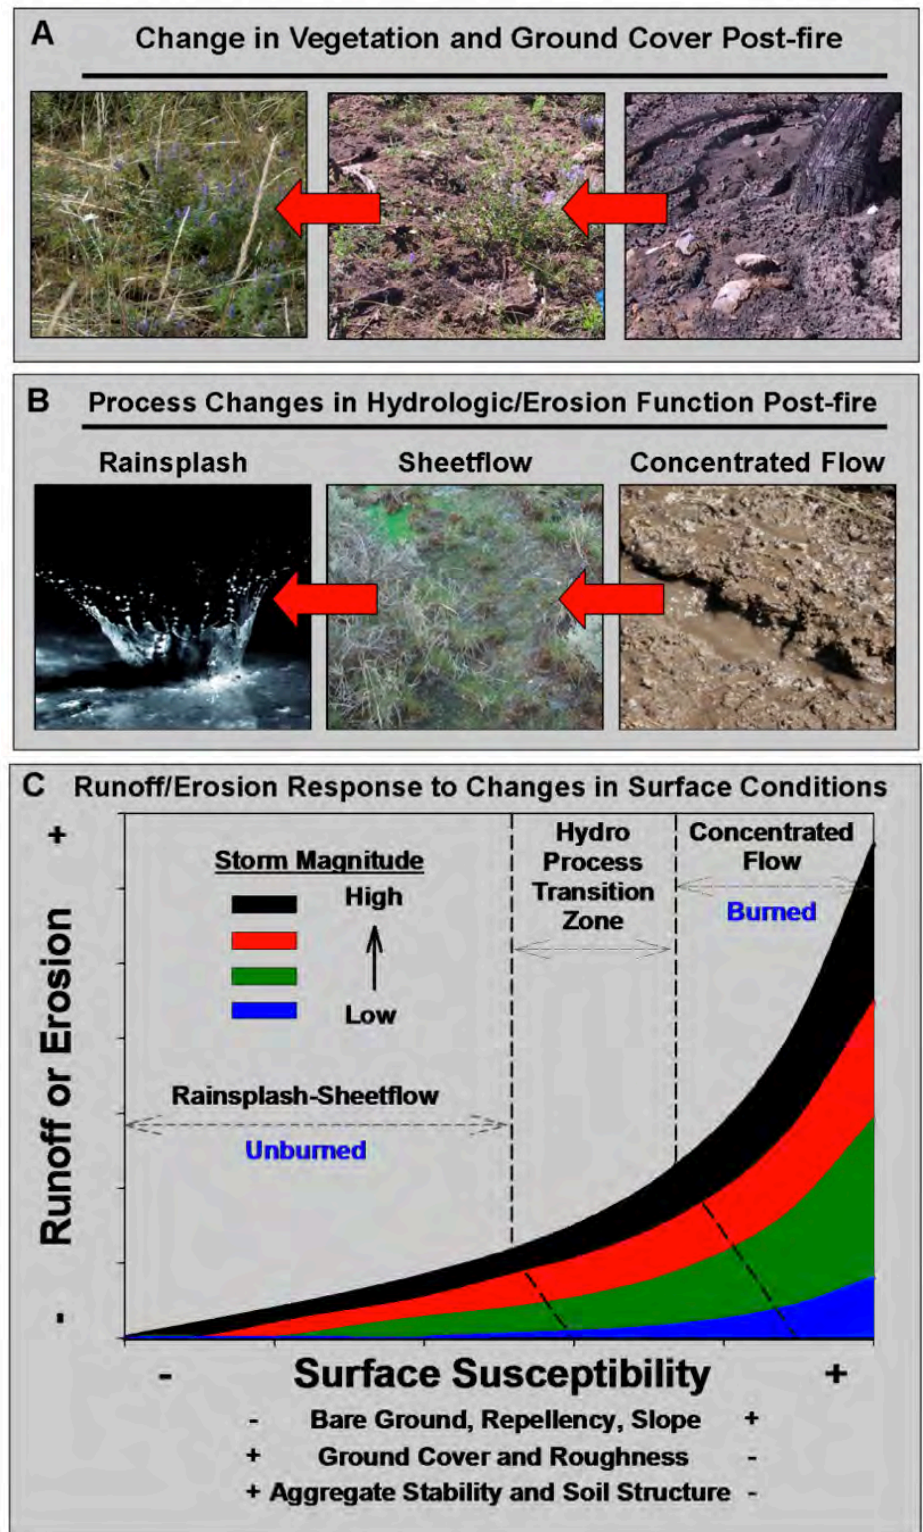 A
Change in Vegetation and Ground Cover Post-fire
B
Process Changes in Hydrologic/Erosion Function Post-fire
Rainsplash
Sheetflow
Concentrated Flow
C
Runoff/Erosion Response to Changes in Surface Conditions
+
Runoff or Erosion
-
Storm Magnitude
High
Low
Hydro
Process
Transition
Zone
Concentrated
Flow
Burned
Rainsplash-Sheetflow
Unburned
- Surface Susceptibility +
- Bare Ground, Repellency, Slope +
+ Ground Cover and Roughness -
+ Aggregate Stability and Soil Structure -